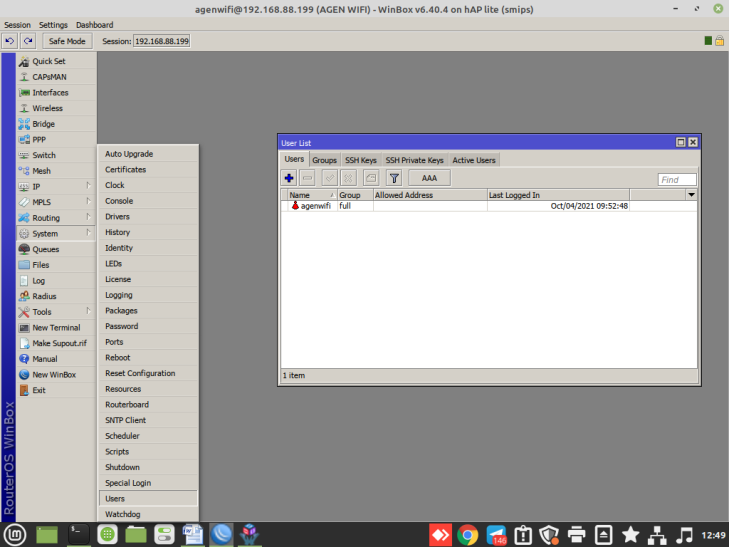 agenwifi@192.168.88.199 (AGEN WIFI) - WinBox v6.40.4 on hAP lite (smips)
Session Settings Dashboard
Safe Mode Session: 192.168.88.199
Quick Set
CAPsMAN
Interfaces
Wireless
Bridge
PPP
Switch
Mesh
IP
MPLS
Routing
System
Queues
Files
Log
Radius
Tools
New Terminal
Make Supout.rif
Manual
New WinBox
Exit
RouterOS WinBox
Auto Upgrade
Certificates
Clock
Console
Drivers
History
Identity
LEDs
License
Logging
Packages
Password
Ports
Reboot
Reset Configuration
Resources
Routerboard
SNTP Client
Scheduler
Scripts
Shutdown
Special Login
Users
Watchdog
User List
Users Groups SSH Keys SSH Private Keys Active Users
AAA Find
Name Group Allowed Address Last Logged In
agenwifi full Oct/04/2021 09:52:48
1 item
146
12:49